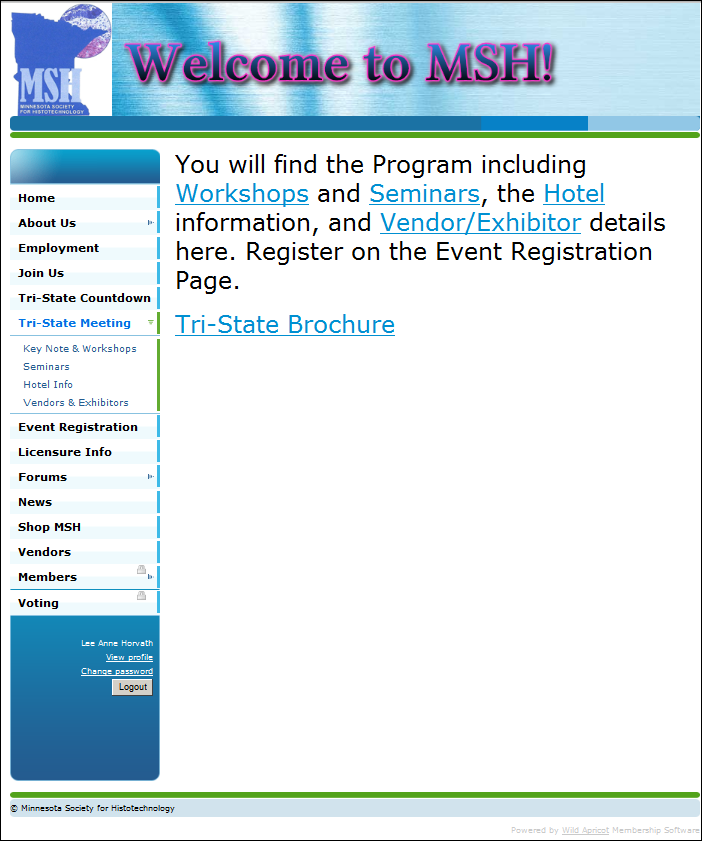 MSH
MINNESOTA SOCIETY
FOR HISTOTECHNOLOGY
Welcome to MSH!
Home
About Us
Employment
Join Us
Tri-State Countdown
Tri-State Meeting
Key Note & Workshops
Seminars
Hotel Info
Vendors & Exhibitors
Event Registration
Licensure Info
Forums
News
Shop MSH
Vendors
Members
Voting
Lee Anne Horvath
View profile
Change password
Logout
You will find the Program including
Workshops and Seminars, the Hotel
information, and Vendor/Exhibitor details
here. Register on the Event Registration
Page.
Tri-State Brochure
© Minnesota Society for Histotechnology
Powered by Wild Apricot Membership Software